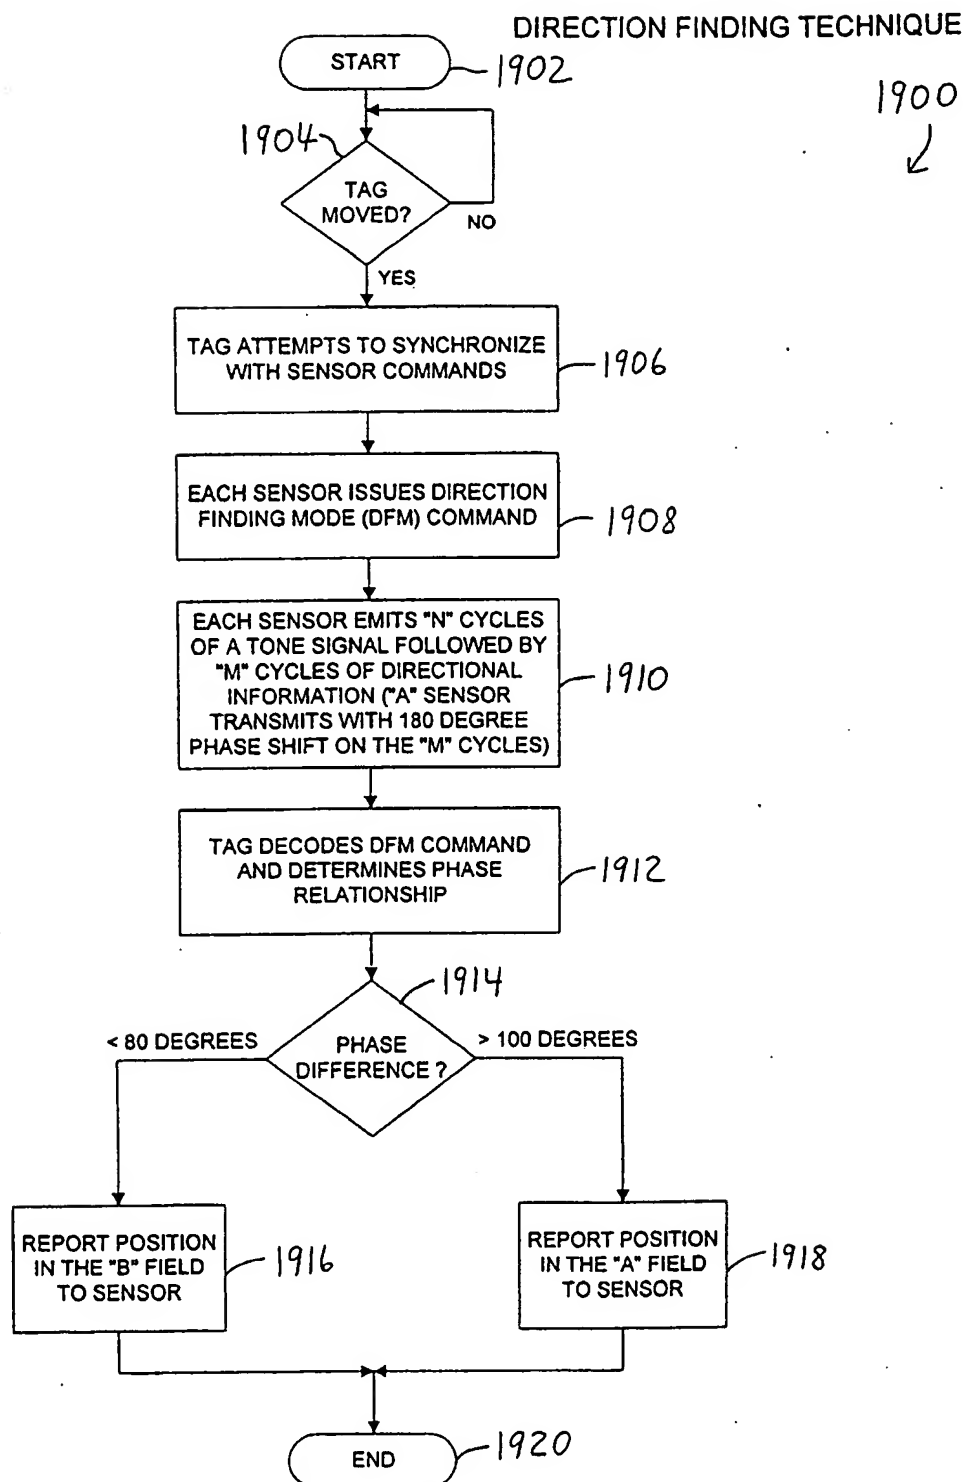 DIRECTION FINDING TECHNIQUE
START
1902
1900
1904
TAG
MOVED?
NO
YES
TAG ATTEMPTS TO SYNCHRONIZE
WITH SENSOR COMMANDS
1906
EACH SENSOR ISSUES DIRECTION
FINDING MODE (DFM) COMMAND
1908
EACH SENSOR EMITS "N" CYCLES
OF A TONE SIGNAL FOLLOWED BY
"M" CYCLES OF DIRECTIONAL
INFORMATION ("A" SENSOR
TRANSMITS WITH 180 DEGREE
PHASE SHIFT ON THE "M" CYCLES)
1910
TAG DECODES DFM COMMAND
AND DETERMINES PHASE
RELATIONSHIP
1912
1914
< 80 DEGREES
PHASE
DIFFERENCE ?
> 100 DEGREES
REPORT POSITION
IN THE "B" FIELD
TO SENSOR
1916
REPORT POSITION
IN THE "A" FIELD
TO SENSOR
1918
END
1920